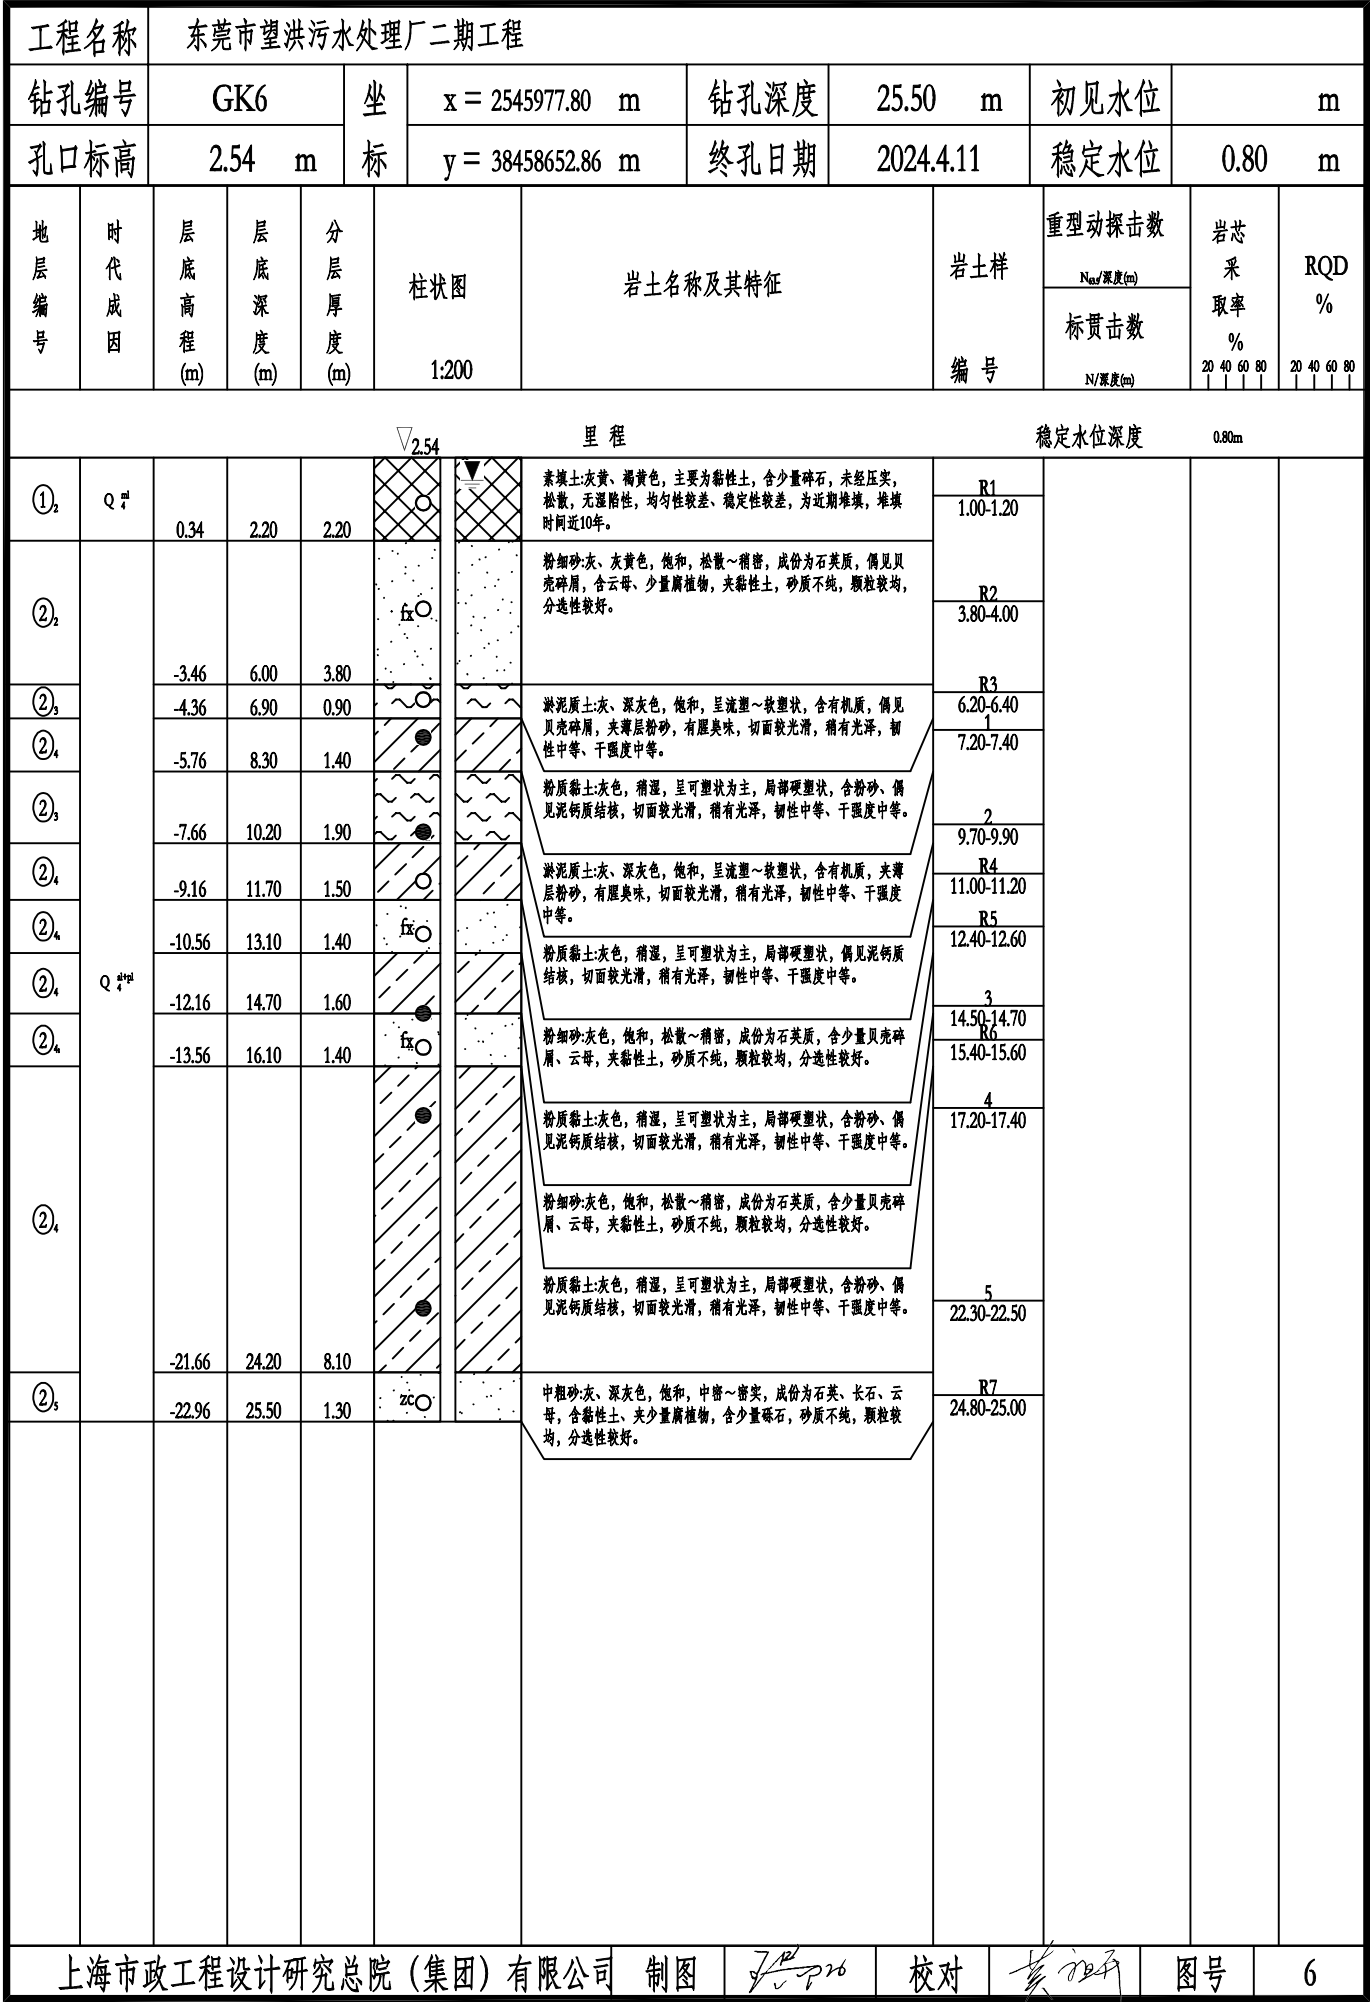 工程名称 东莞市望洪污水处理厂二期工程
钻孔编号 GK6 坐 x = 2545977.80 m 钻孔深度 25.50 m 初见水位 m
孔口标高 2.54 m 标 y = 38458652.86 m 终孔日期 2024.4.11 稳定水位 0.80 m
地层编号 时代成因 层底高程(m) 层底深度(m) 分层厚度(m) 柱状图 1:200 岩土名称及其特征 岩土样 编 号
重型动探击数
N63.5/深度(m)
标贯击数
N/深度(m)
岩芯采取率 %
20 40 60 80
RQD
%
20 40 60 80
2.54 里 程 稳定水位深度 0.80m
①2 Q 4 ml 0.34 2.20 2.20
素填土:灰黄、褐黄色，主要为黏性土，含少量碎石，未经压实，
松散，无湿陷性，均匀性较差、稳定性较差，为近期堆填，堆填
时间近10年。
R1
1.00-1.20
②2 -3.46 6.00 3.80 fx
粉细砂:灰、灰黄色，饱和，松散～稍密，成份为石英质，偶见贝
壳碎屑，含云母、少量腐植物，夹黏性土，砂质不纯，颗粒较均，
分选性较好。
R2
3.80-4.00
②3 -4.36 6.90 0.90
淤泥质土:灰、深灰色，饱和，呈流塑～软塑状，含有机质，偶见
贝壳碎屑，夹薄层粉砂，有腥臭味，切面较光滑，稍有光泽，韧
性中等、干强度中等。
R3
6.20-6.40
②4 -5.76 8.30 1.40
粉质黏土:灰色，稍湿，呈可塑状为主，局部硬塑状，含粉砂、偶
见泥钙质结核，切面较光滑，稍有光泽，韧性中等、干强度中等。
1
7.20-7.40
②3 -7.66 10.20 1.90
淤泥质土:灰、深灰色，饱和，呈流塑～软塑状，含有机质，夹薄
层粉砂，有腥臭味，切面较光滑，稍有光泽，韧性中等、干强度
中等。
2
9.70-9.90
②4 -9.16 11.70 1.50
粉质黏土:灰色，稍湿，呈可塑状为主，局部硬塑状，偶见泥钙质
结核，切面较光滑，稍有光泽，韧性中等、干强度中等。
R4
11.00-11.20
②4a -10.56 13.10 1.40 fx
粉细砂:灰色，饱和，松散～稍密，成份为石英质，含少量贝壳碎
屑、云母，夹黏性土，砂质不纯，颗粒较均，分选性较好。
R5
12.40-12.60
②4 Q 4 al+pl -12.16 14.70 1.60
粉质黏土:灰色，稍湿，呈可塑状为主，局部硬塑状，含粉砂、偶
见泥钙质结核，切面较光滑，稍有光泽，韧性中等、干强度中等。
3
14.50-14.70
②4a -13.56 16.10 1.40 fx
粉细砂:灰色，饱和，松散～稍密，成份为石英质，含少量贝壳碎
屑、云母，夹黏性土，砂质不纯，颗粒较均，分选性较好。
R6
15.40-15.60
②4 -21.66 24.20 8.10
粉质黏土:灰色，稍湿，呈可塑状为主，局部硬塑状，含粉砂、偶
见泥钙质结核，切面较光滑，稍有光泽，韧性中等、干强度中等。
4
17.20-17.40
5
22.30-22.50
②5 -22.96 25.50 1.30 zc
中粗砂:灰、深灰色，饱和，中密～密实，成份为石英、长石、云
母，含黏性土、夹少量腐植物，含少量砾石，砂质不纯，颗粒较
均，分选性较好。
R7
24.80-25.00
上海市政工程设计研究总院（集团）有限公司 制图 校对 图号 6